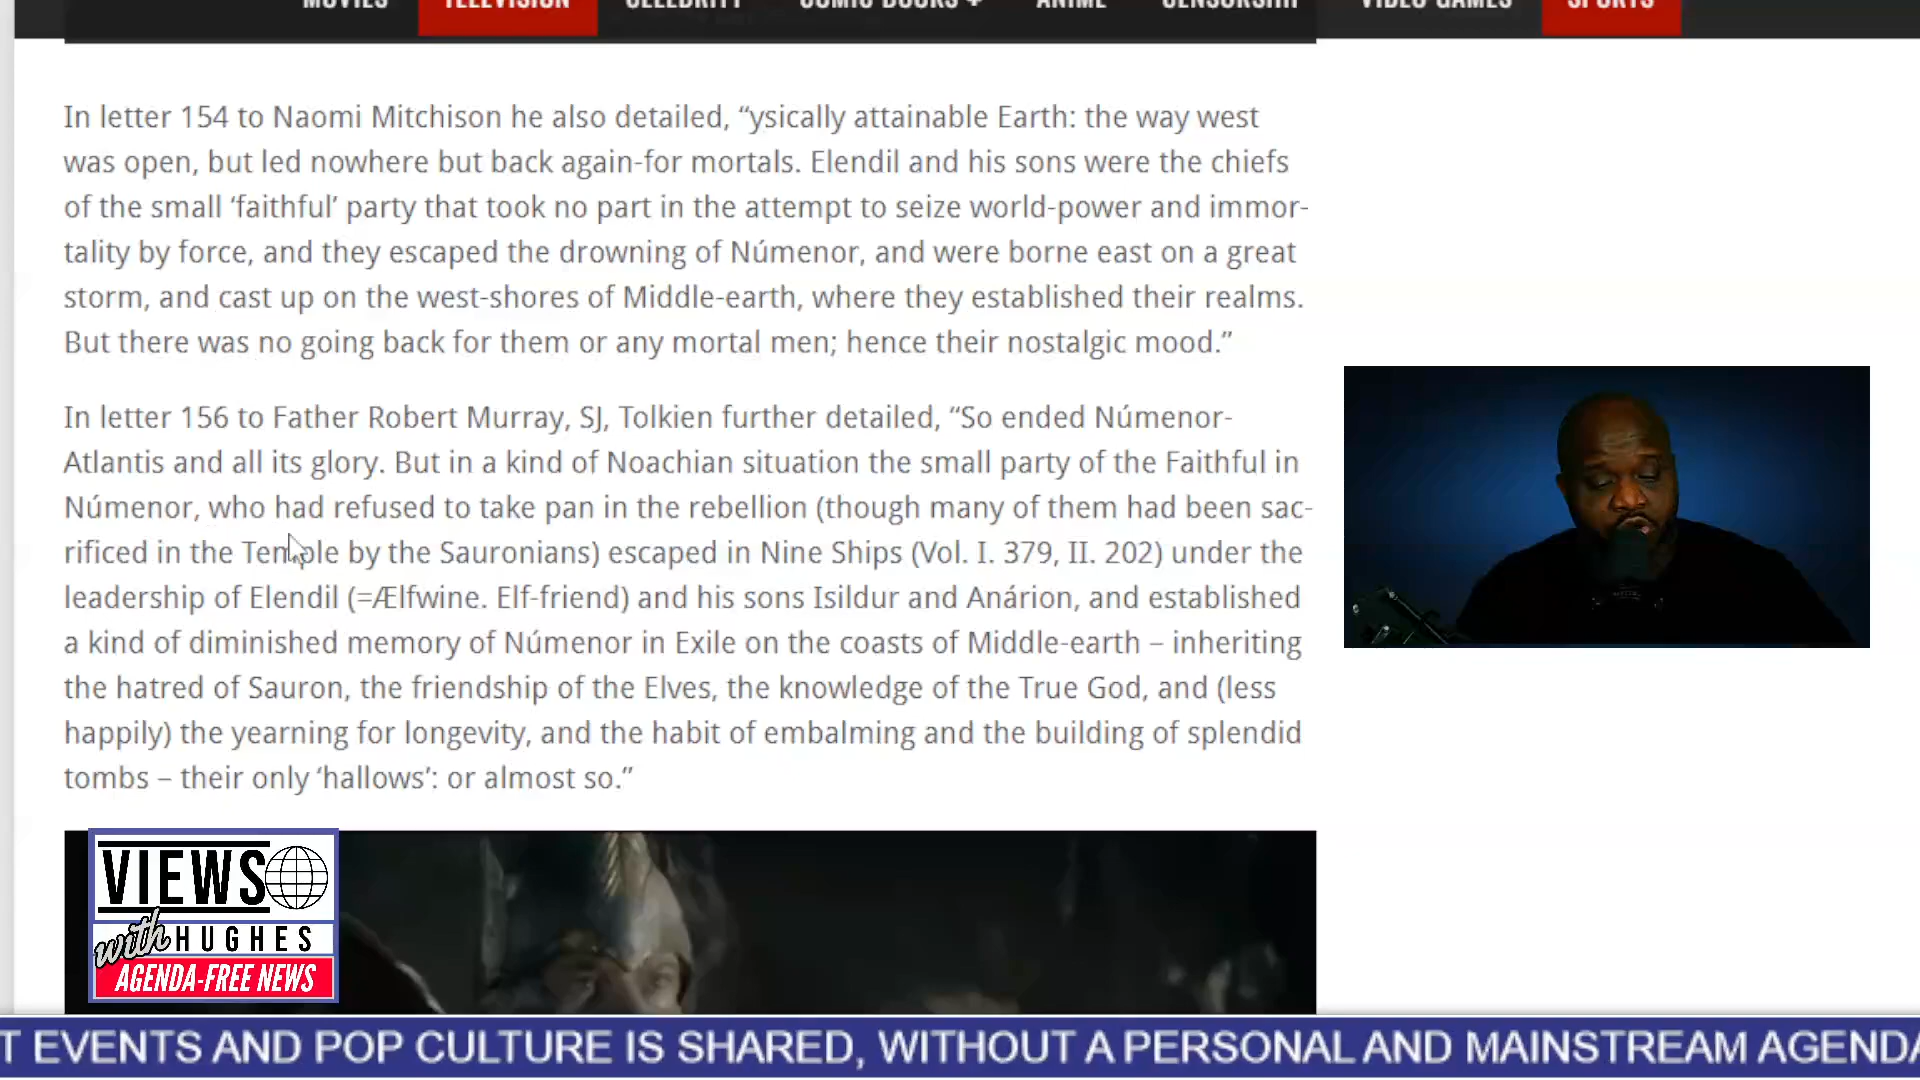 MOVIES TELEVISION CELEBRITY COMIC BOOKS + ANIME CENSORSHIP VIDEO GAMES SPORTS
In letter 154 to Naomi Mitchison he also detailed, “ysically attainable Earth: the way west
was open, but led nowhere but back again-for mortals. Elendil and his sons were the chiefs
of the small ‘faithful’ party that took no part in the attempt to seize world-power and immor-
tality by force, and they escaped the drowning of Númenor, and were borne east on a great
storm, and cast up on the west-shores of Middle-earth, where they established their realms.
But there was no going back for them or any mortal men; hence their nostalgic mood.”
In letter 156 to Father Robert Murray, SJ, Tolkien further detailed, “So ended Númenor-
Atlantis and all its glory. But in a kind of Noachian situation the small party of the Faithful in
Númenor, who had refused to take pan in the rebellion (though many of them had been sac-
rificed in the Temple by the Sauronians) escaped in Nine Ships (Vol. I. 379, II. 202) under the
leadership of Elendil (=Ælfwine. Elf-friend) and his sons Isildur and Anárion, and established
a kind of diminished memory of Númenor in Exile on the coasts of Middle-earth – inheriting
the hatred of Sauron, the friendship of the Elves, the knowledge of the True God, and (less
happily) the yearning for longevity, and the habit of embalming and the building of splendid
tombs – their only ‘hallows’: or almost so.”
VIEWS
with HUGHES
AGENDA-FREE NEWS
T EVENTS AND POP CULTURE IS SHARED, WITHOUT A PERSONAL AND MAINSTREAM AGENDA